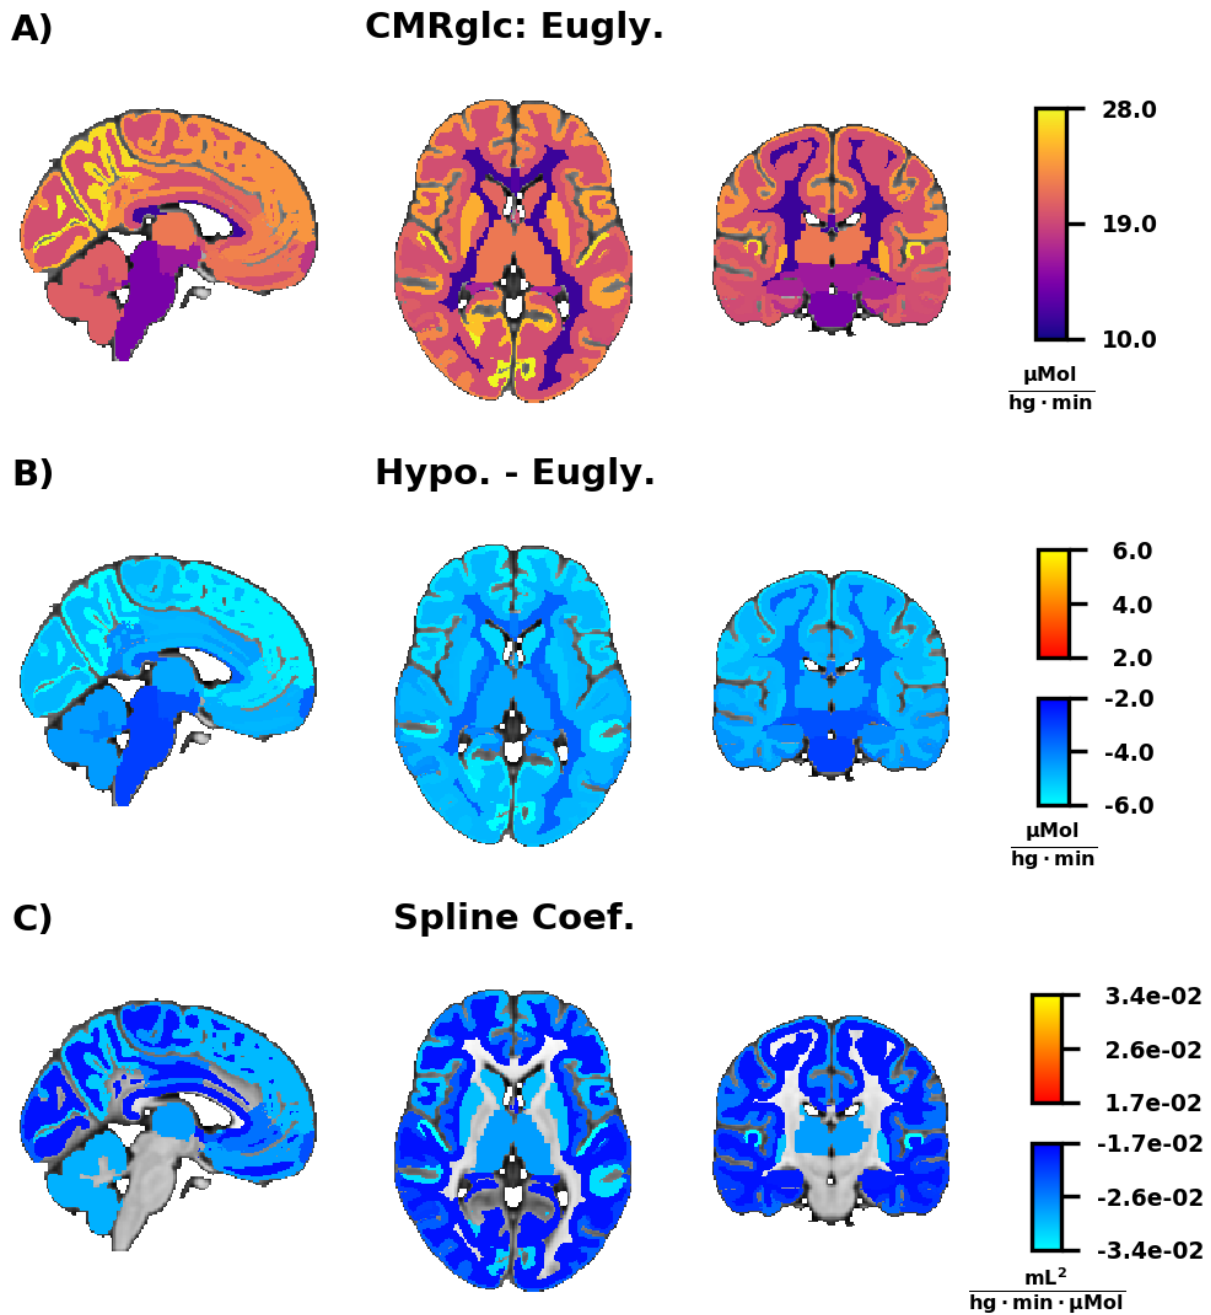 A) CMRglc: Eugly.
28.0
19.0
10.0
μMol
hg · min
B) Hypo. - Eugly.
6.0
4.0
2.0
-2.0
-4.0
-6.0
μMol
hg · min
C) Spline Coef.
3.4e-02
2.6e-02
1.7e-02
-1.7e-02
-2.6e-02
-3.4e-02
mL²
hg · min · μMol